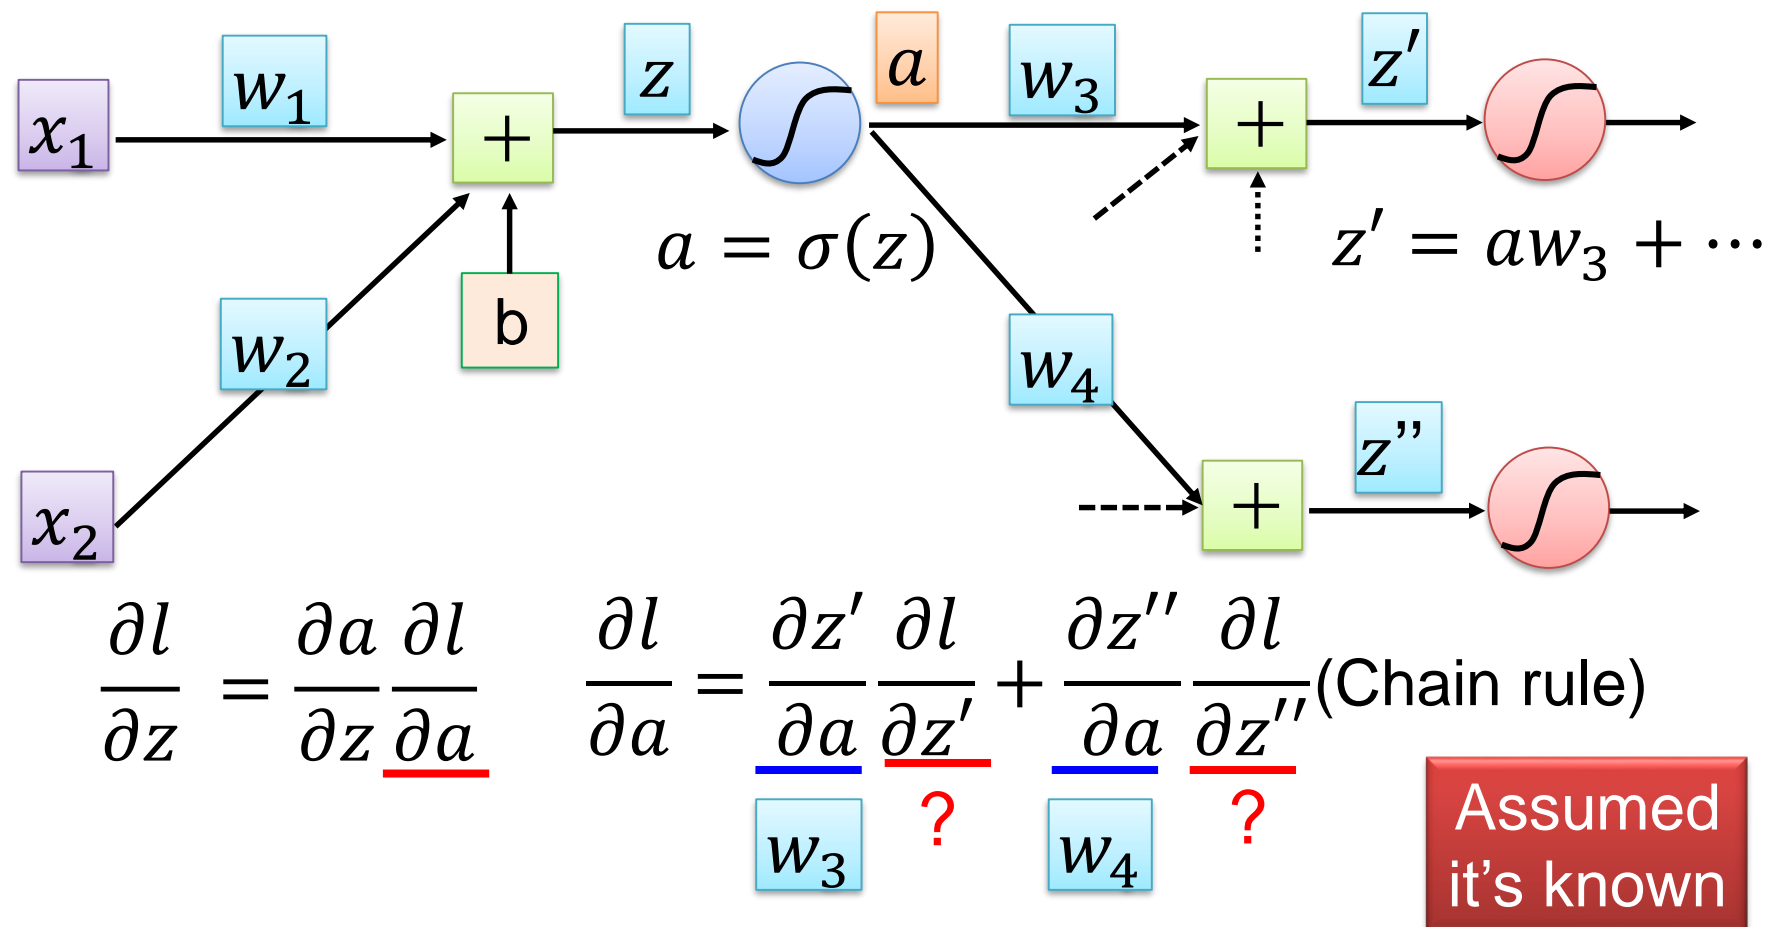 x₁
w₁
+
z
a
w₃
+
z′
a = σ(z)
z′ = aw₃ + ⋯
b
w₂
w₄
x₂
+
z”
∂l/∂z = ∂a/∂z ∂l/∂a
∂l/∂a = ∂z′/∂a ∂l/∂z′ + ∂z′′/∂a ∂l/∂z′′ (Chain rule)
w₃
?
w₄
?
Assumed
it’s known